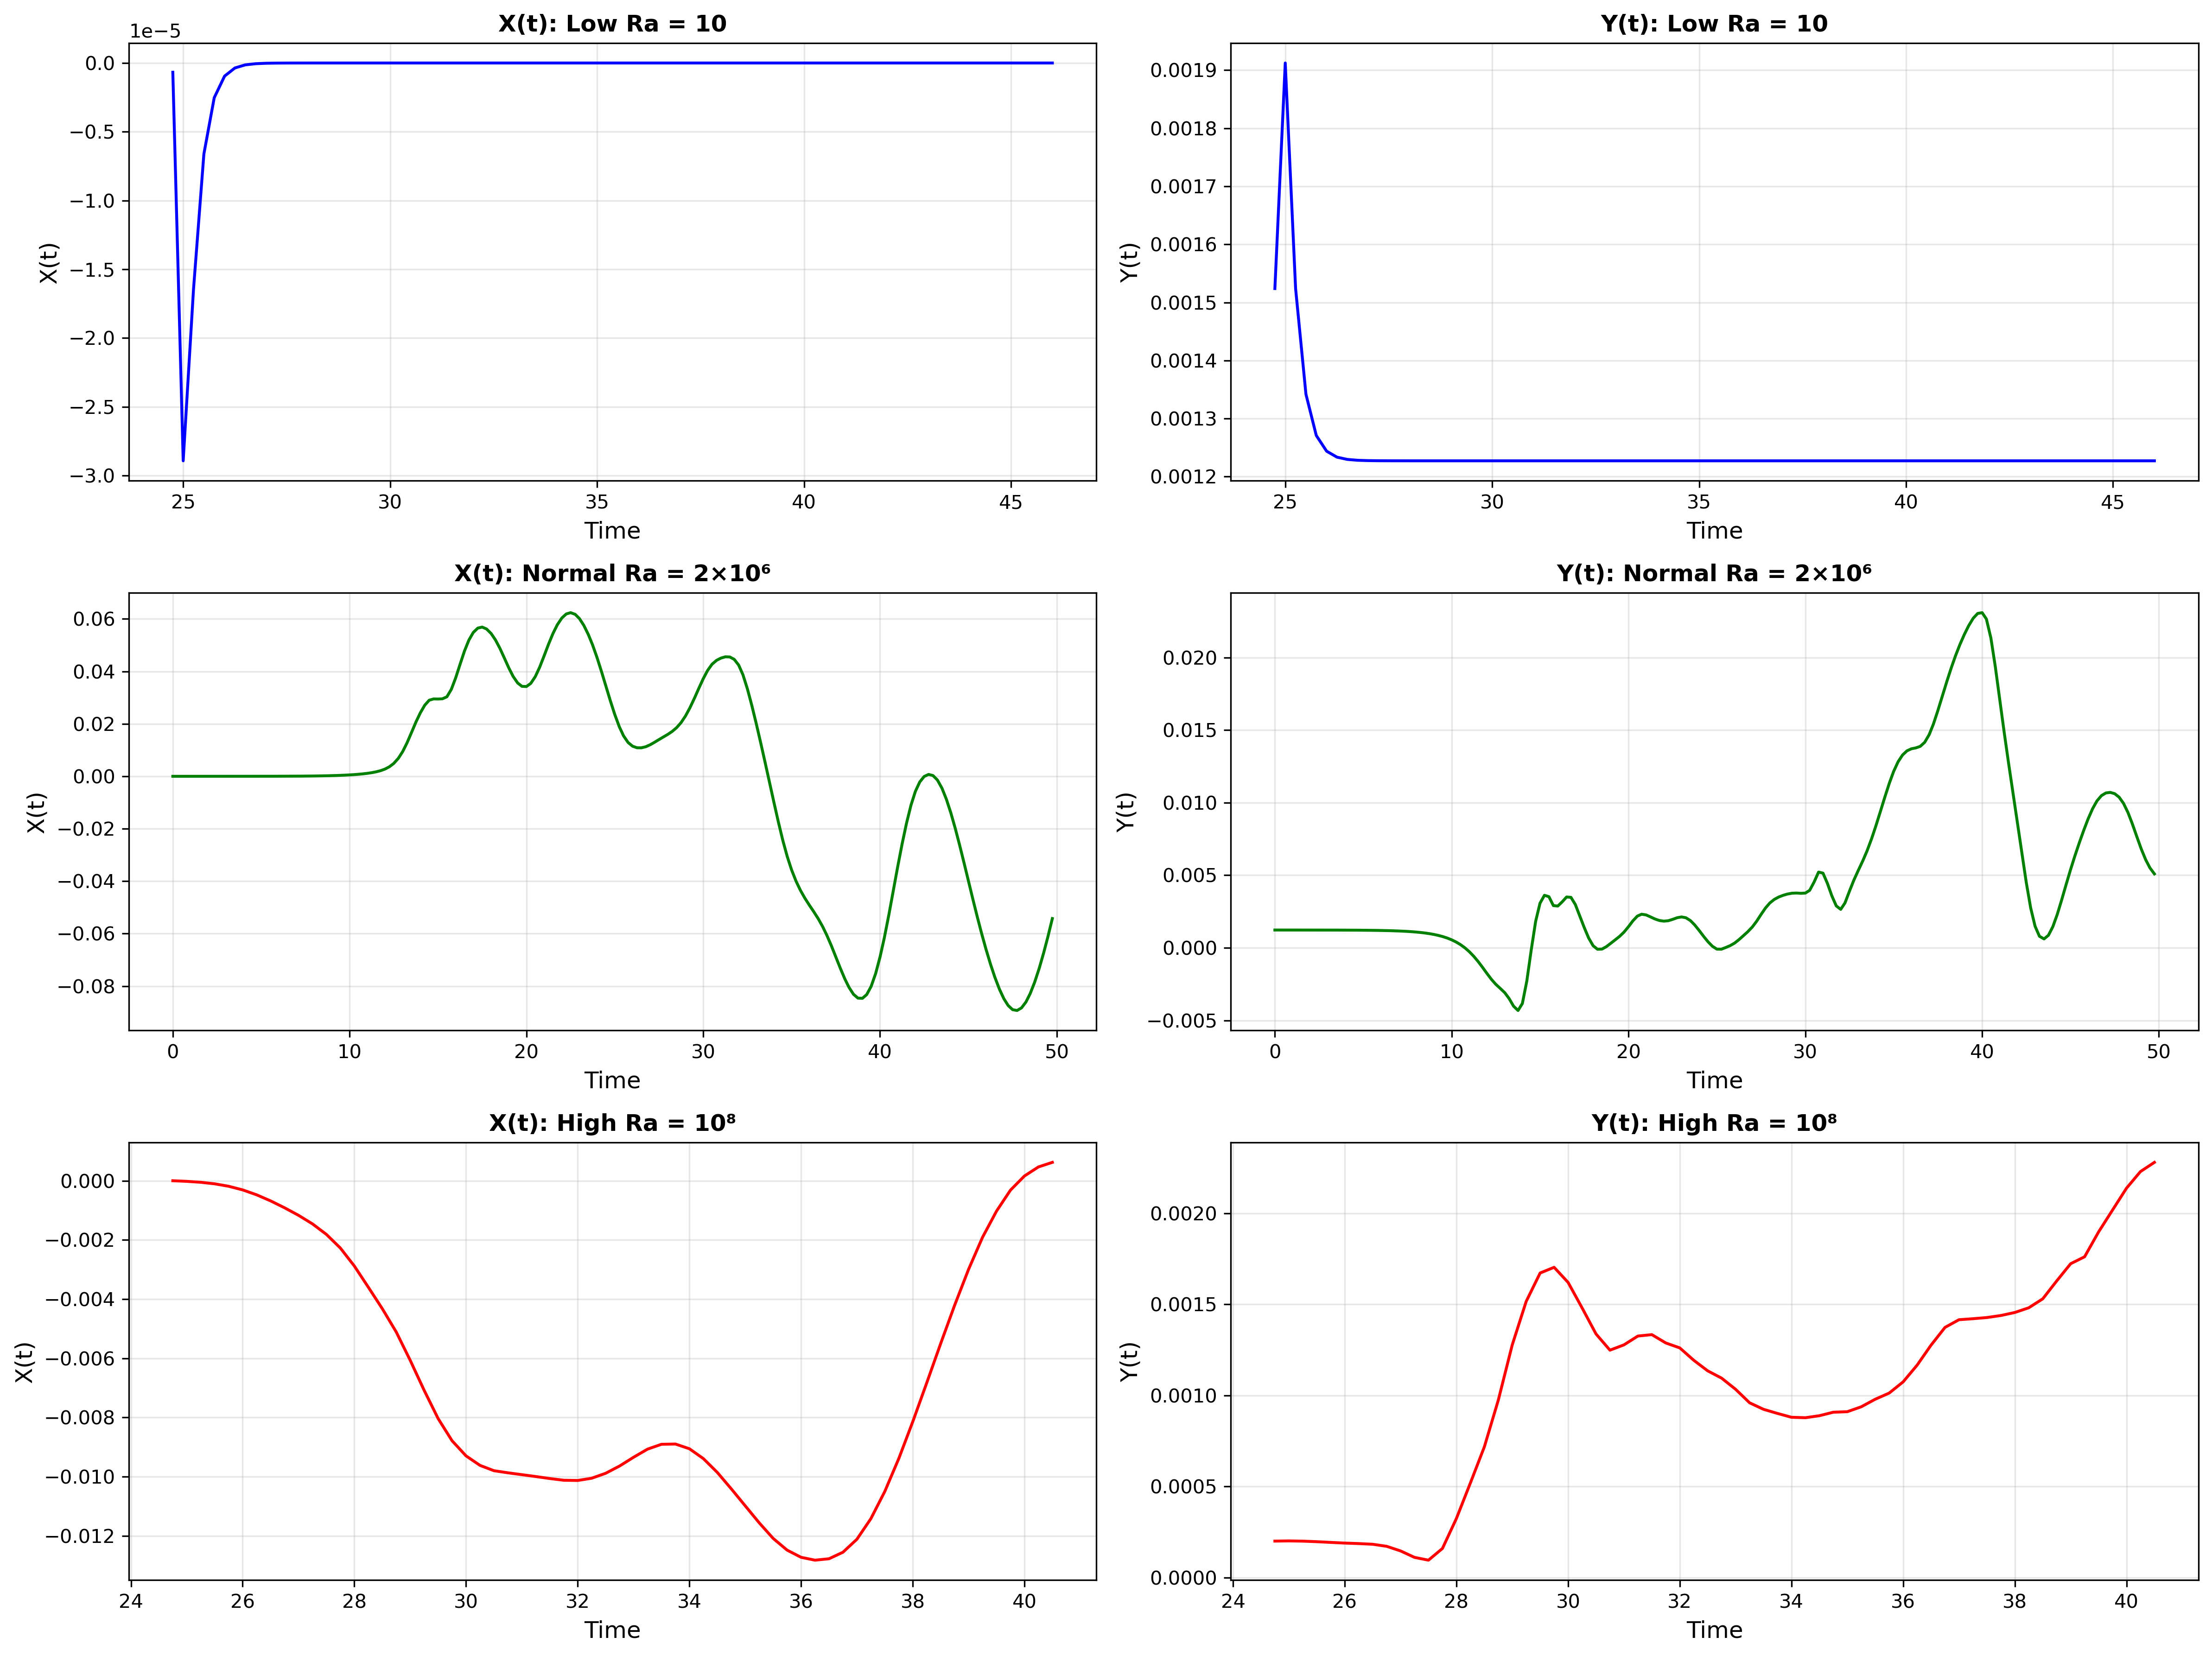 X(t): Low Ra = 10
1e−5
0.0
−0.5
−1.0
−1.5
−2.0
−2.5
−3.0
X(t)
25 30 35 40 45
Time
Y(t): Low Ra = 10
0.0019
0.0018
0.0017
0.0016
0.0015
0.0014
0.0013
0.0012
Y(t)
25 30 35 40 45
Time
X(t): Normal Ra = 2×10⁶
0.06
0.04
0.02
0.00
−0.02
−0.04
−0.06
−0.08
X(t)
0 10 20 30 40 50
Time
Y(t): Normal Ra = 2×10⁶
0.020
0.015
0.010
0.005
0.000
−0.005
Y(t)
0 10 20 30 40 50
Time
X(t): High Ra = 10⁸
0.000
−0.002
−0.004
−0.006
−0.008
−0.010
−0.012
X(t)
24 26 28 30 32 34 36 38 40
Time
Y(t): High Ra = 10⁸
0.0020
0.0015
0.0010
0.0005
0.0000
Y(t)
24 26 28 30 32 34 36 38 40
Time